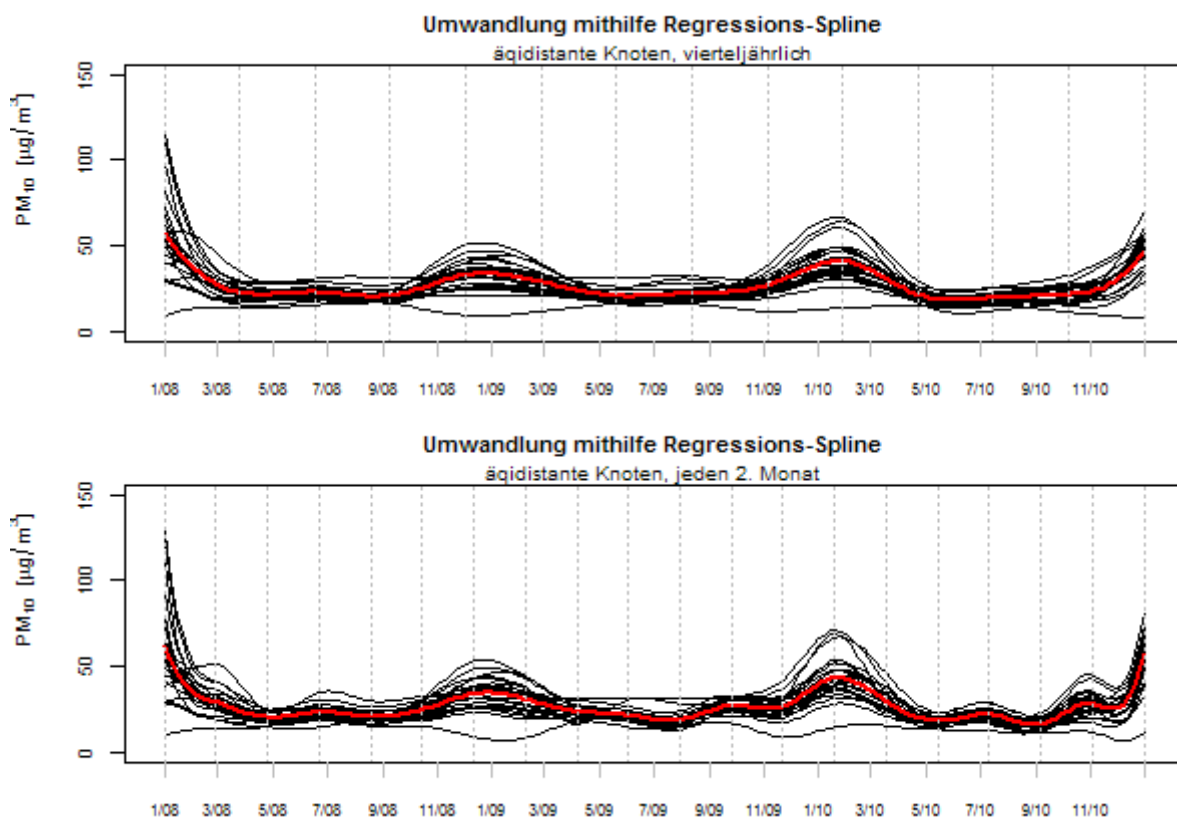 Umwandlung mithilfe Regressions-Spline
äqidistante Knoten, vierteljährlich
PM₁₀ [µg/m³]
150
100
50
0
1/08 3/08 5/08 7/08 9/08 11/08 1/09 3/09 5/09 7/09 9/09 11/09 1/10 3/10 5/10 7/10 9/10 11/10
Umwandlung mithilfe Regressions-Spline
äqidistante Knoten, jeden 2. Monat
PM₁₀ [µg/m³]
150
100
50
0
1/08 3/08 5/08 7/08 9/08 11/08 1/09 3/09 5/09 7/09 9/09 11/09 1/10 3/10 5/10 7/10 9/10 11/10